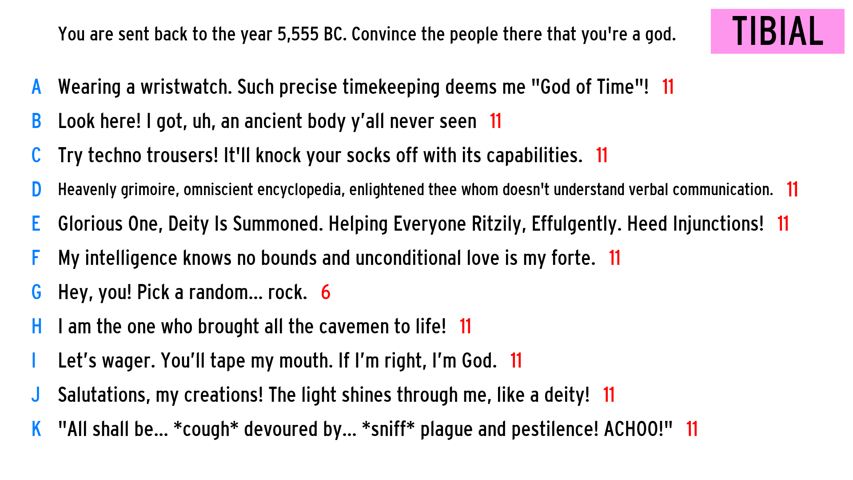 You are sent back to the year 5,555 BC. Convince the people there that you're a god.
TIBIAL
A Wearing a wristwatch. Such precise timekeeping deems me "God of Time"! 11
B Look here! I got, uh, an ancient body y’all never seen 11
C Try techno trousers! It'll knock your socks off with its capabilities. 11
D Heavenly grimoire, omniscient encyclopedia, enlightened thee whom doesn't understand verbal communication. 11
E Glorious One, Deity Is Summoned. Helping Everyone Ritzily, Effulgently. Heed Injunctions! 11
F My intelligence knows no bounds and unconditional love is my forte. 11
G Hey, you! Pick a random... rock. 6
H I am the one who brought all the cavemen to life! 11
I Let’s wager. You’ll tape my mouth. If I’m right, I’m God. 11
J Salutations, my creations! The light shines through me, like a deity! 11
K "All shall be... *cough* devoured by... *sniff* plague and pestilence! ACHOO!" 11